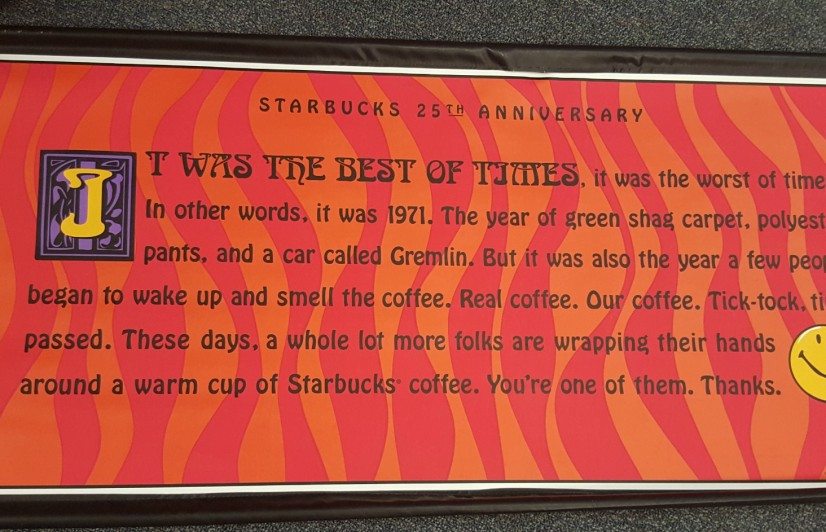 STARBUCKS 25TH ANNIVERSARY
IT WAS THE BEST OF TIMES, it was the worst of time
In other words, it was 1971. The year of green shag carpet, polyest
pants, and a car called Gremlin. But it was also the year a few peop
began to wake up and smell the coffee. Real coffee. Our coffee. Tick-tock, ti
passed. These days, a whole lot more folks are wrapping their hands
around a warm cup of Starbucks® coffee. You're one of them. Thanks.